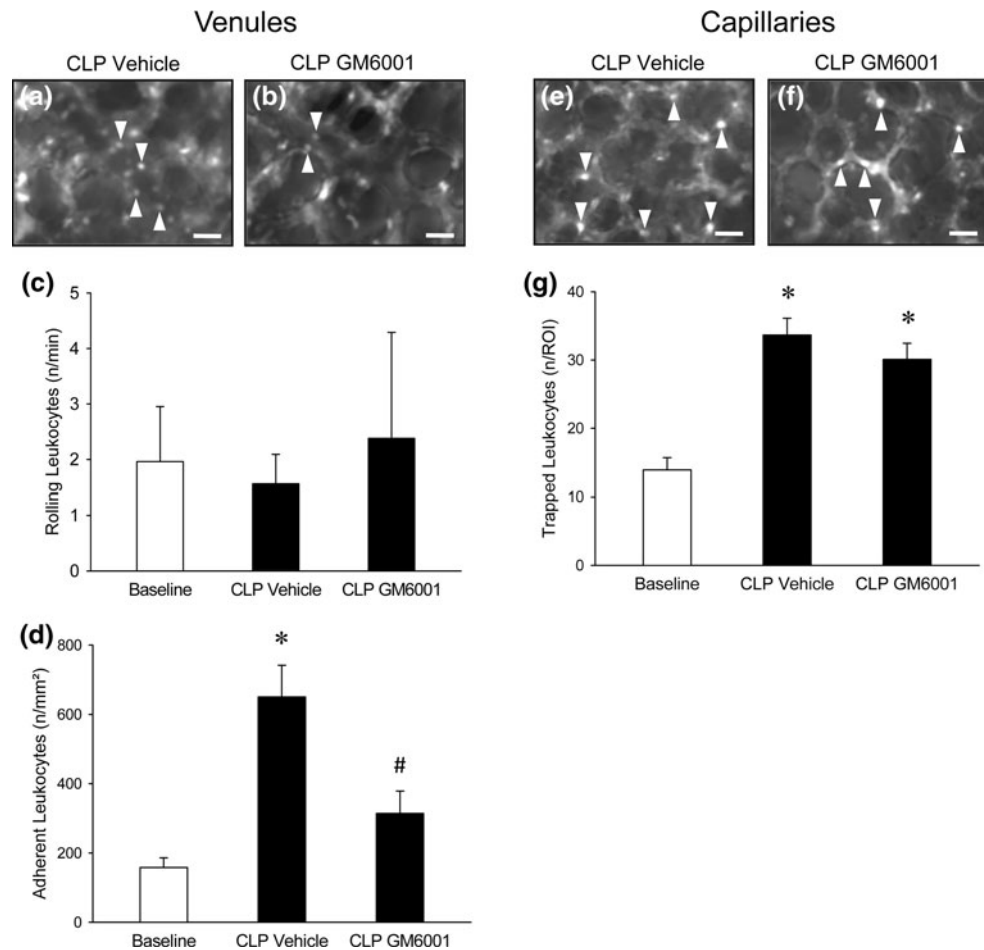 Venules
Capillaries
CLP Vehicle
CLP GM6001
CLP Vehicle
CLP GM6001
(a)
(b)
(e)
(f)
(c)
Rolling Leukocytes (n/min)
5
4
3
2
1
0
Baseline
CLP Vehicle
CLP GM6001
(g)
Trapped Leukocytes (n/ROI)
40
30
20
10
0
*
*
Baseline
CLP Vehicle
CLP GM6001
(d)
Adherent Leukocytes (n/mm²)
800
600
400
200
0
*
#
Baseline
CLP Vehicle
CLP GM6001